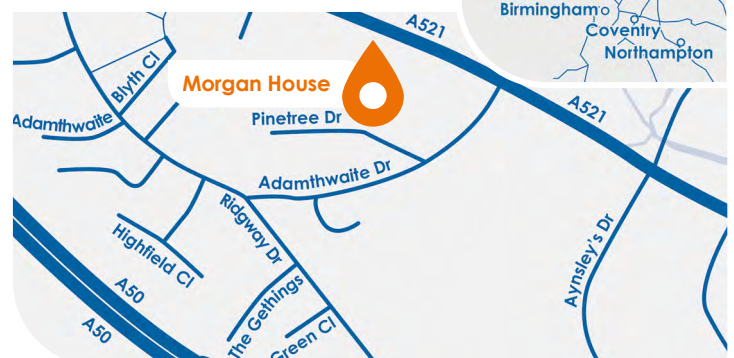 Birmingham
Coventry
Northampton
A521
Blyth Cl
Morgan House
A521
Pinetree Dr
Adamthwaite
Adamthwaite Dr
Ridgway Dr
Highfield Cl
Aynsley's Dr
A50
The Gethings
A50
Green Cl